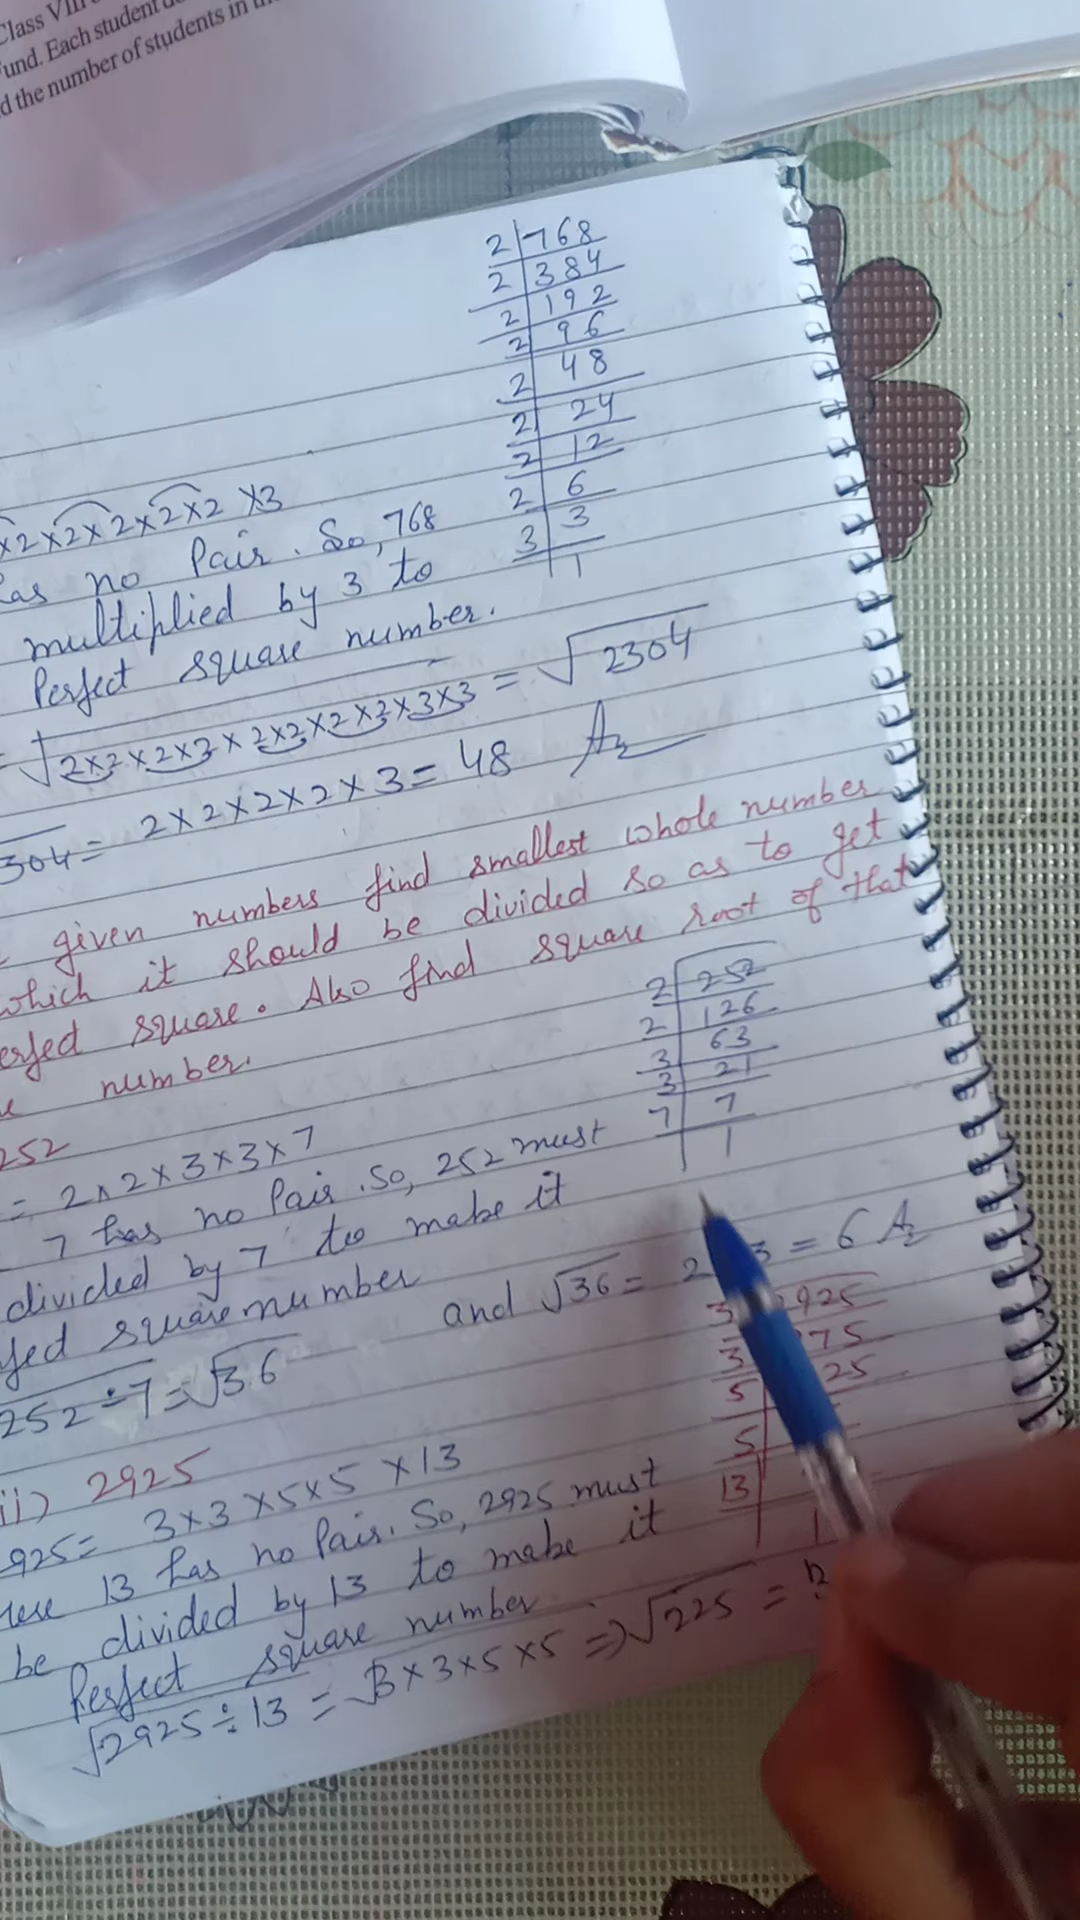 Class VIII
Fund. Each student
d the number of students in
2 768
2 384
2 192
2 96
2 48
2 24
2 12
2 6
3 3
1
×2×2×2×2×2×3
has no Pair. So, 768
multiplied by 3 to
Perfect square number.
= √2×2×2×2×2×2×2×2×3×3 = √2304
304 = 2×2×2×2×3 = 48 Ans
given numbers find smallest whole number
which it should be divided so as to get
square. Also find square root of that
number.
2 252
2 126
3 63
3 21
7 7
1
252
= 2×2×3×3×7
7 has no Pair. So, 252 must
divided by 7 to make it
square number
252÷7 = √36 and √36 = 2 3 = 6 Ans
3 2925
3 75
5 25
5
13
1
ii) 2925
925 = 3×3×5×5×13
13 has no Pair. So, 2925 must
be divided by 13 to make it
Perfect square number
√2925÷13 = √3×3×5×5 ⇒ √225 =